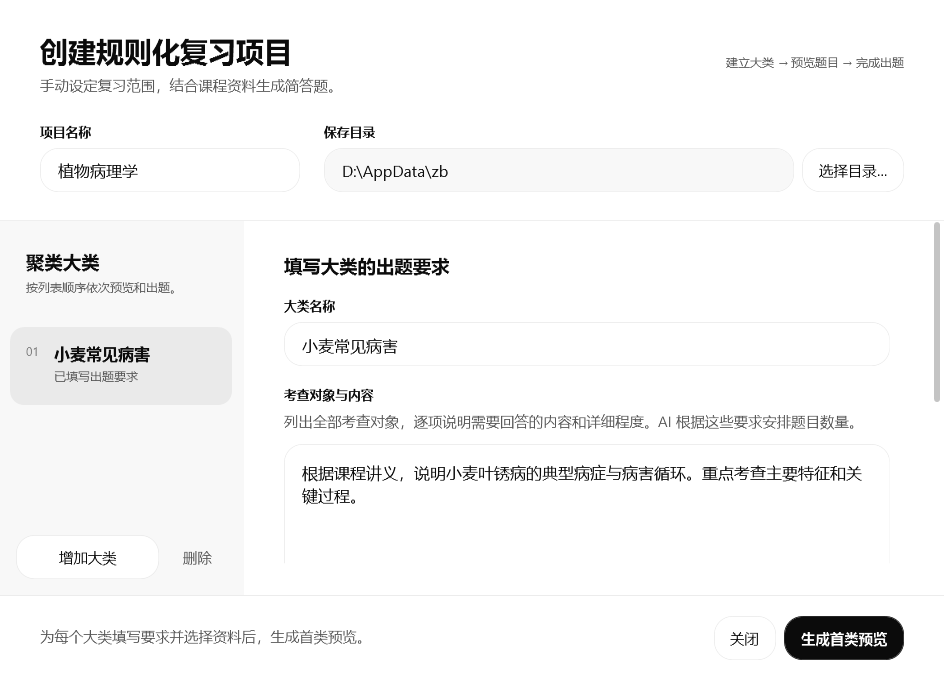 创建规则化复习项目
手动设定复习范围，结合课程资料生成简答题。
建立大类 → 预览题目 → 完成出题
项目名称
保存目录
植物病理学
D:\AppData\zb
选择目录...
聚类大类
按列表顺序依次预览和出题。
01
小麦常见病害
已填写出题要求
增加大类
删除
填写大类的出题要求
大类名称
小麦常见病害
考查对象与内容
列出全部考查对象，逐项说明需要回答的内容和详细程度。AI 根据这些要求安排题目数量。
根据课程讲义，说明小麦叶锈病的典型病症与病害循环。重点考查主要特征和关
键过程。
为每个大类填写要求并选择资料后，生成首类预览。
关闭
生成首类预览